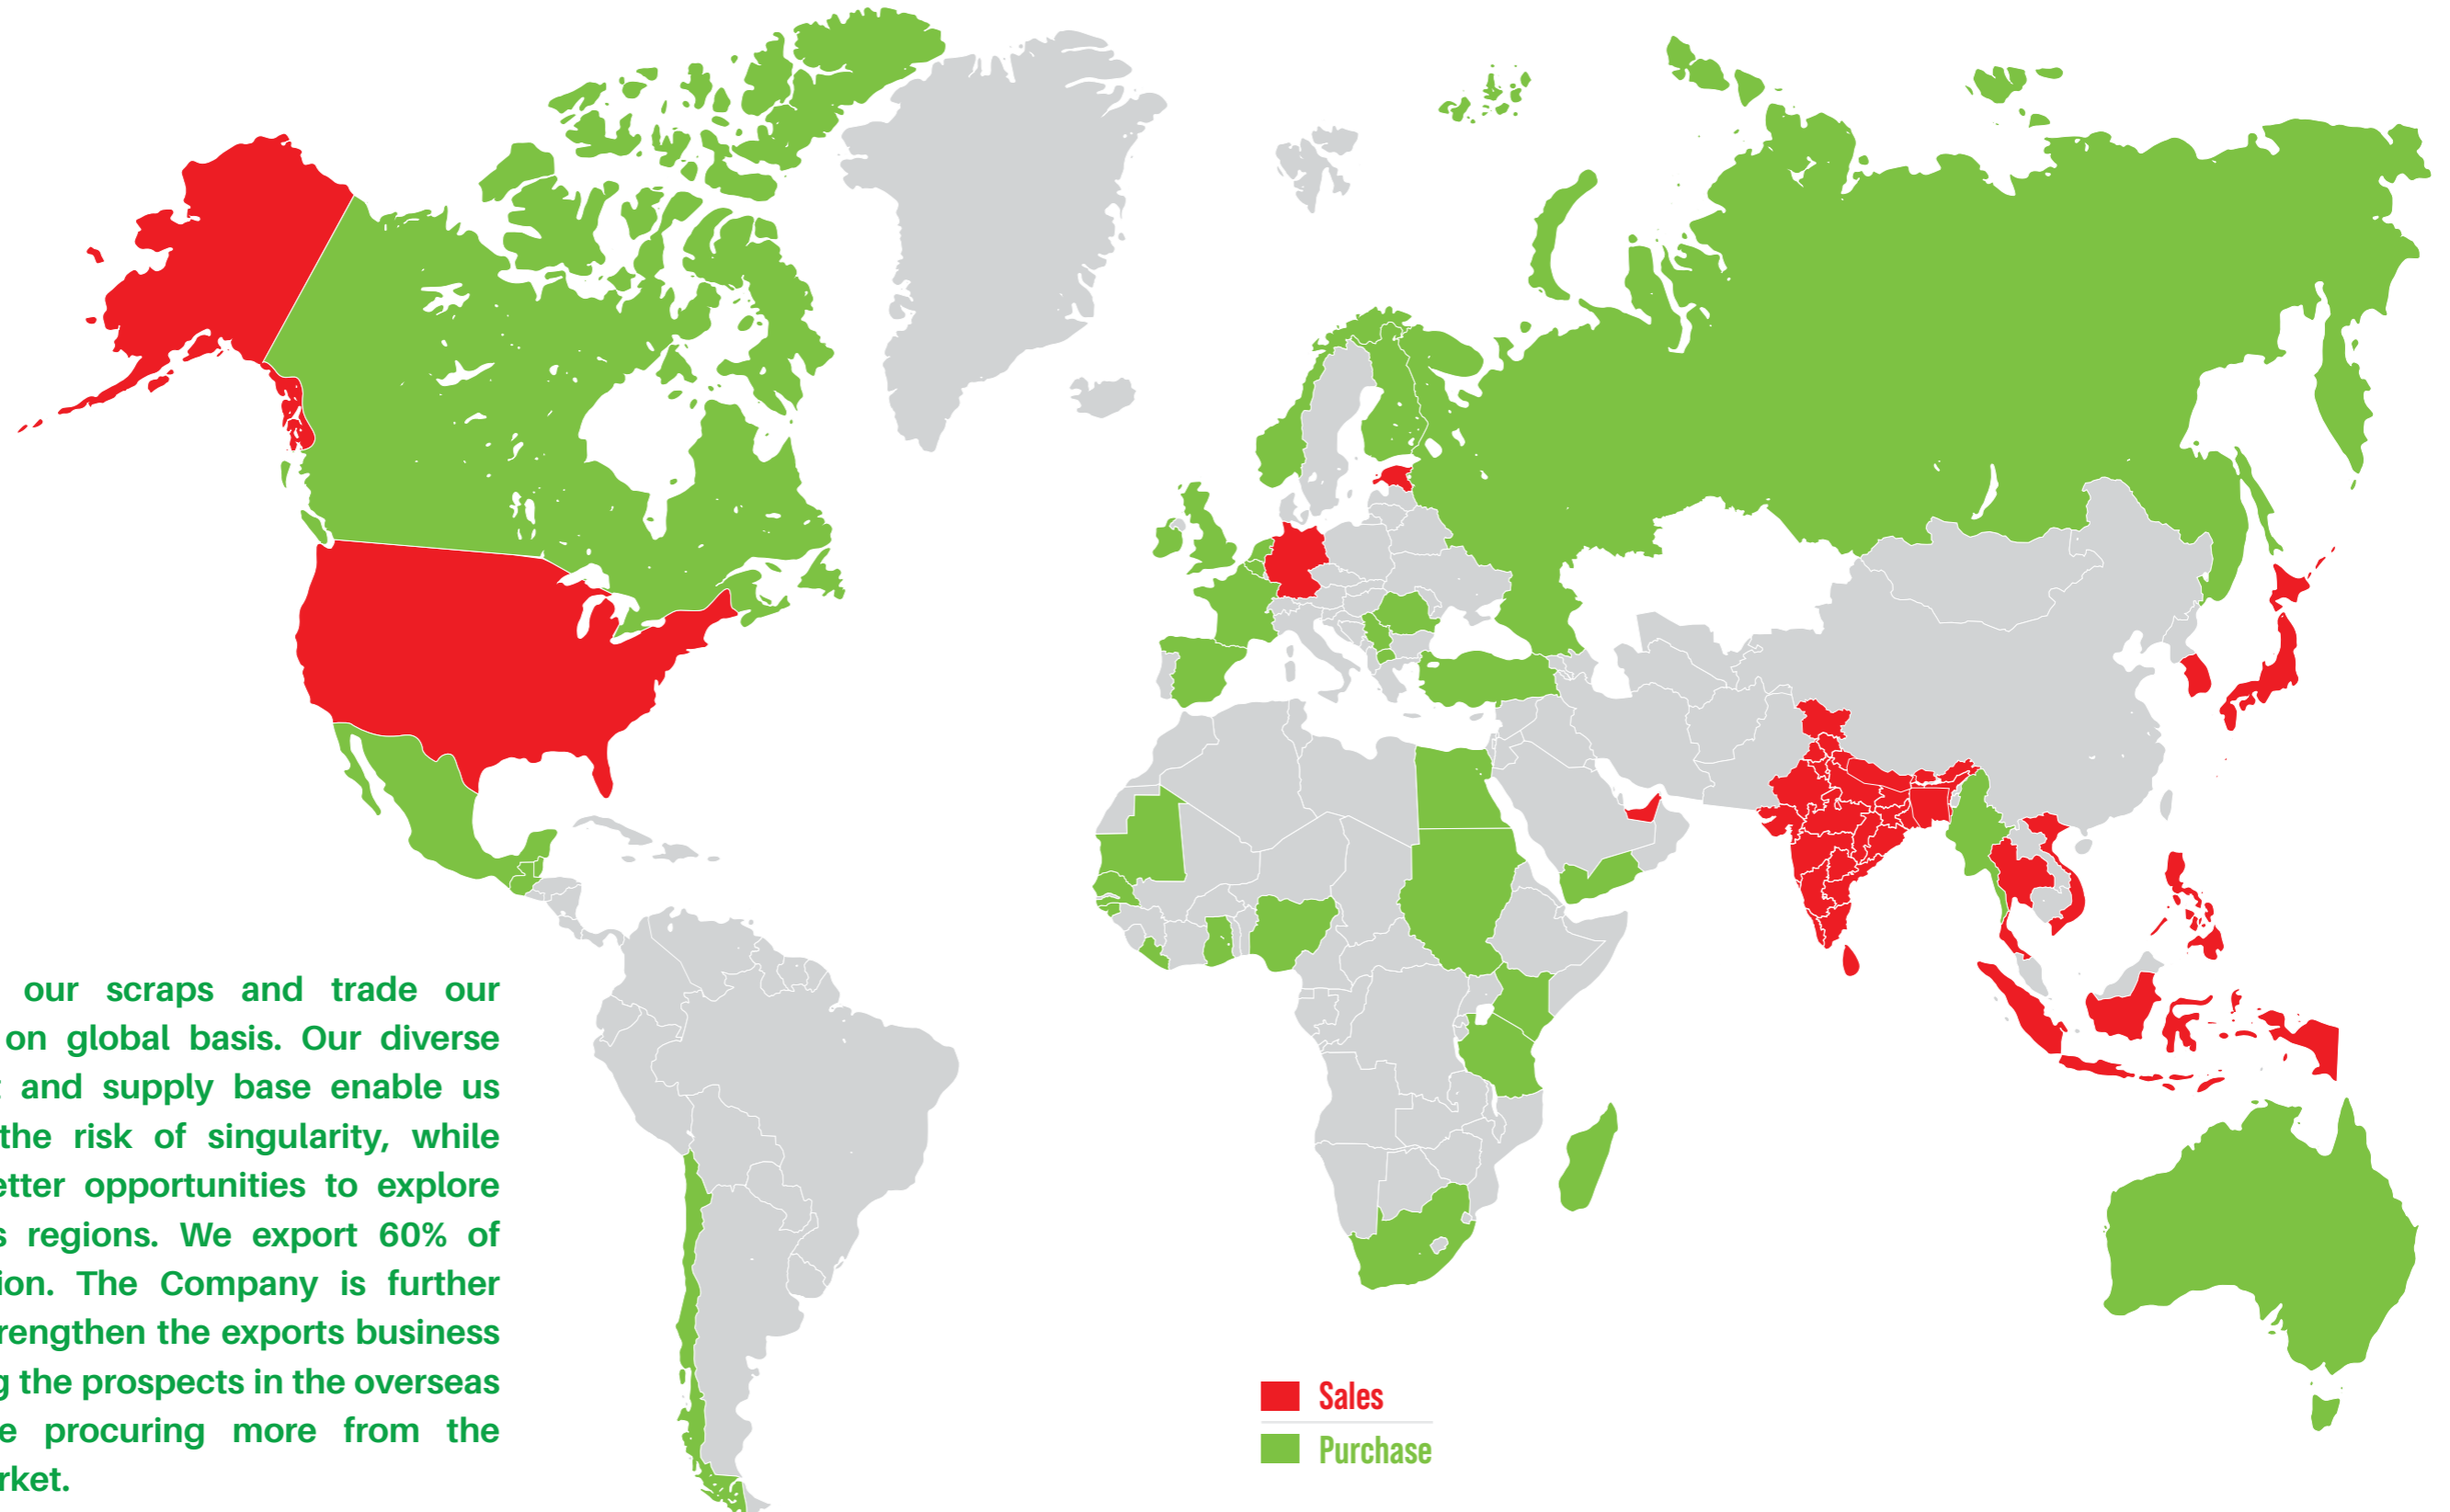 our scraps and trade our
on global basis. Our diverse
and supply base enable us
the risk of singularity, while
etter opportunities to explore
s regions. We export 60% of
ion. The Company is further
rengthen the exports business
g the prospects in the overseas
e procuring more from the
rket.
Sales
Purchase